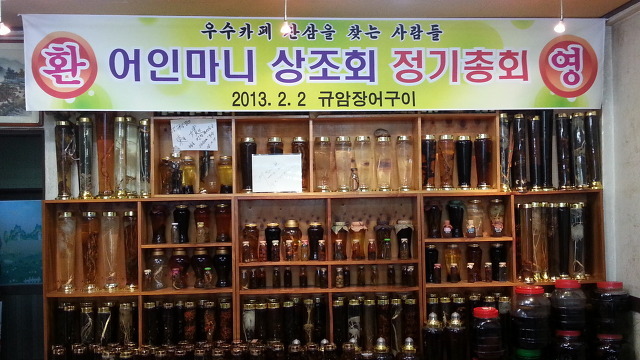 우수카페 산삼을 찾는 사람들
환 어인마니 상조회 정기총회 영
2013. 2. 2 규암장어구이